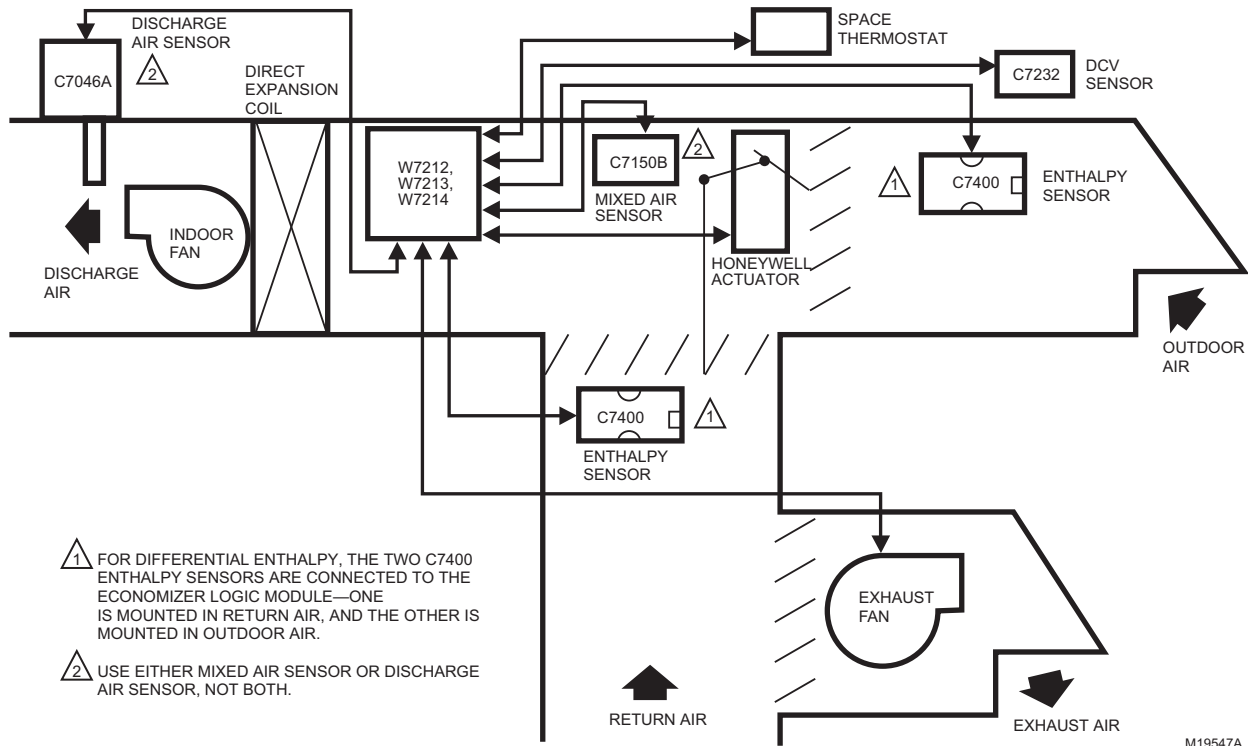 DISCHARGE
AIR SENSOR
2
C7046A
DIRECT
EXPANSION
COIL
SPACE
THERMOSTAT
C7232
DCV
SENSOR
W7212,
W7213,
W7214
C7150B
2
MIXED AIR
SENSOR
HONEYWELL
ACTUATOR
1
C7400
ENTHALPY
SENSOR
INDOOR
FAN
DISCHARGE
AIR
OUTDOOR
AIR
C7400
1
ENTHALPY
SENSOR
1 FOR DIFFERENTIAL ENTHALPY, THE TWO C7400
ENTHALPY SENSORS ARE CONNECTED TO THE
ECONOMIZER LOGIC MODULE—ONE
IS MOUNTED IN RETURN AIR, AND THE OTHER IS
MOUNTED IN OUTDOOR AIR.
2 USE EITHER MIXED AIR SENSOR OR DISCHARGE
AIR SENSOR, NOT BOTH.
EXHAUST
FAN
RETURN AIR
EXHAUST AIR
M19547A